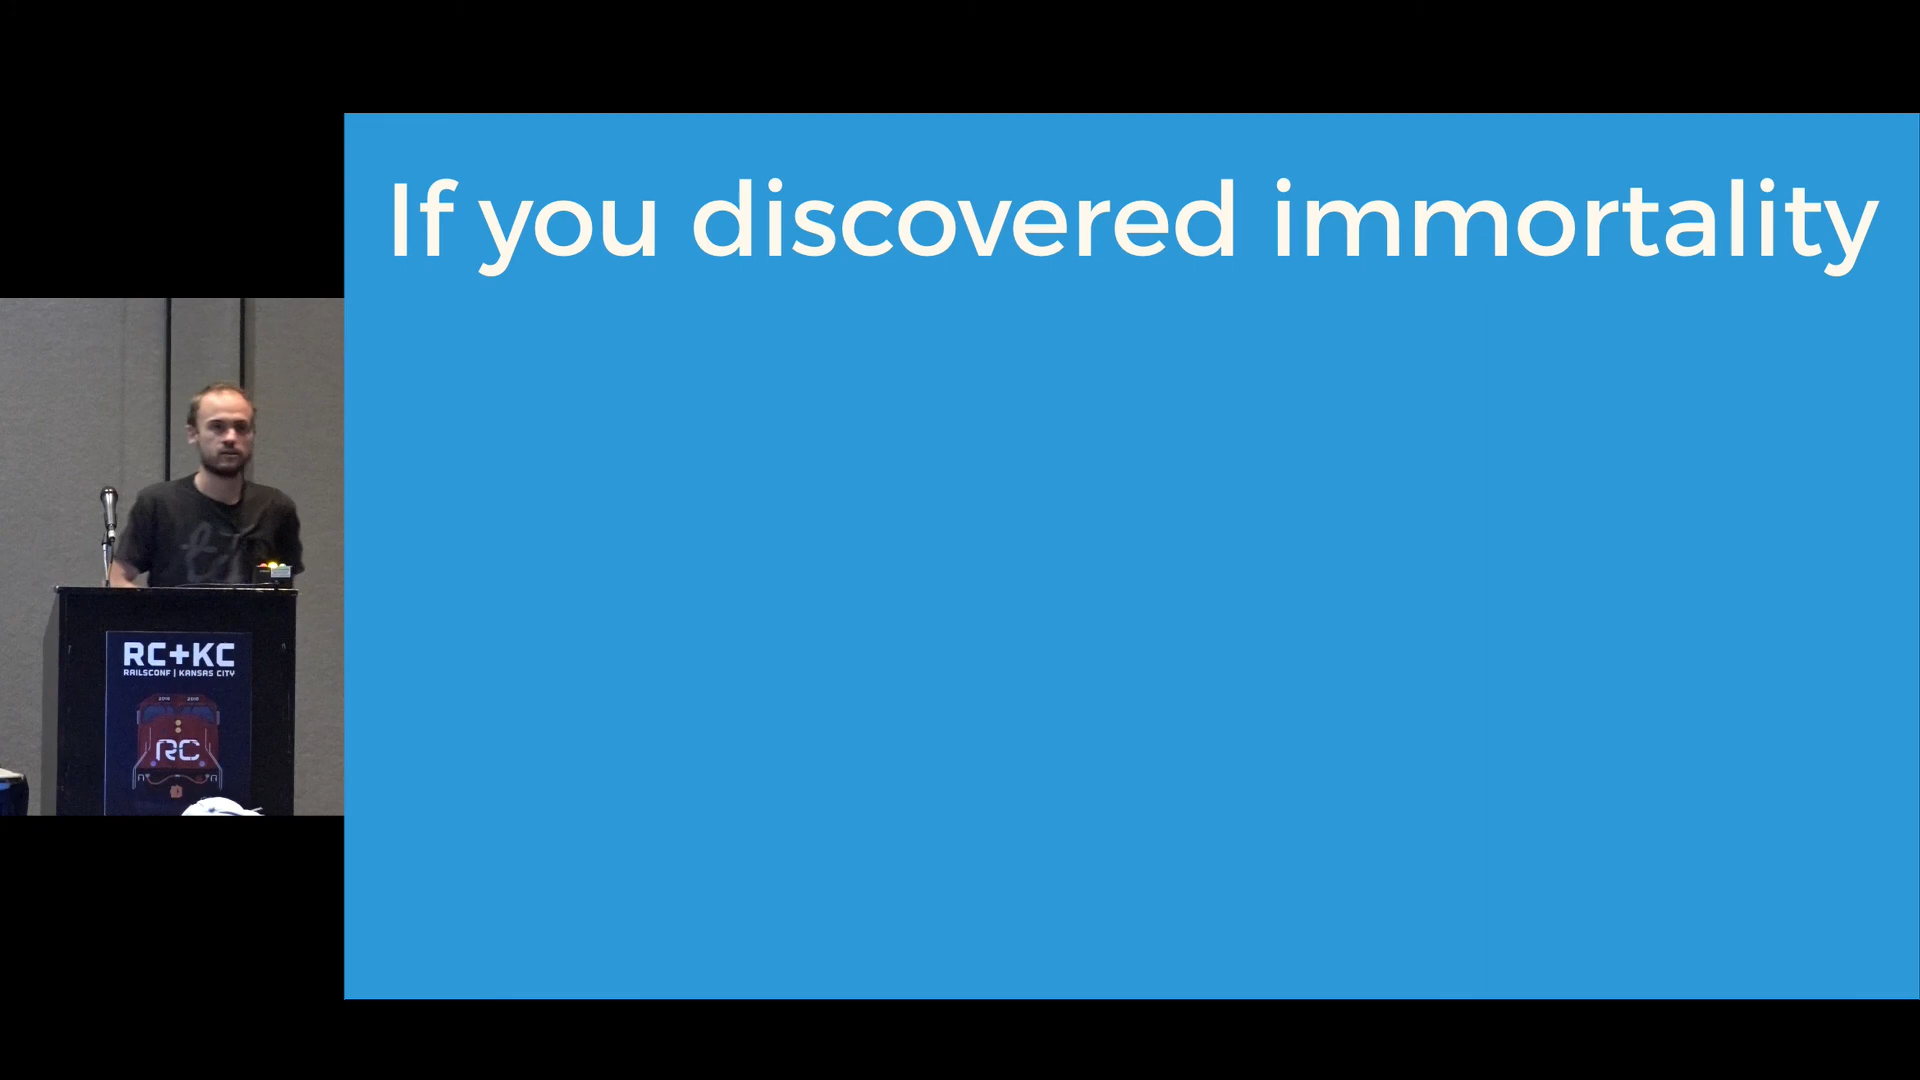 If you discovered immortality
RC+KC
RAILSCONF | KANSAS CITY
RC